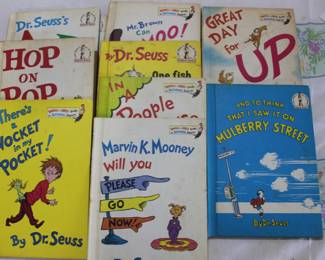 Dr. Seuss's
HOP
ON
POP
There's
a
WOCKET
in my
POCKET!
By Dr. Seuss
Mr. Brown
Can
MOO!
By Dr. Seuss
One fish
IN A
People
Marvin K. Mooney
Will you
PLEASE
GO
NOW!
GREAT
DAY for
UP
AND TO THINK
THAT I SAW IT ON
MULBERRY STREET
By Dr. Seuss